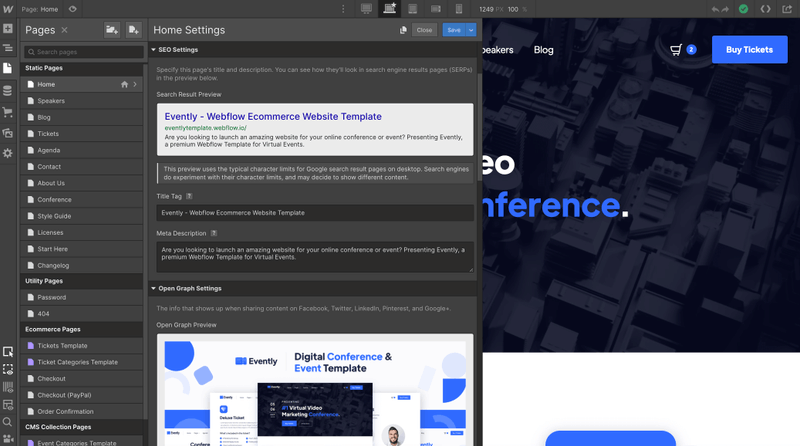 Page: Home
1249 PX 100 %
Pages
Search pages
Static Pages
Home
Speakers
Blog
Tickets
Agenda
Contact
About Us
Conference
Style Guide
Licenses
Start Here
Changelog
Utility Pages
Password
404
Ecommerce Pages
Tickets Template
Ticket Categories Template
Checkout
Checkout (PayPal)
Order Confirmation
CMS Collection Pages
Event Categories Template
Home Settings
Close
Save
SEO Settings
Specify this page's title and description. You can see how they'll look in search engine results pages (SERPs)
in the preview below.
Search Result Preview
Evently - Webflow Ecommerce Website Template
eventlytemplate.webflow.io/
Are you looking to launch an amazing website for your online conference or event? Presenting Evently,
a premium Webflow Template for Virtual Events.
This preview uses the typical character limits for Google search result pages on desktop. Search engines
do experiment with their character limits, and may decide to show different content.
Title Tag ?
Evently - Webflow Ecommerce Website Template
Meta Description ?
Are you looking to launch an amazing website for your online conference or event? Presenting Evently, a
premium Webflow Template for Virtual Events.
Open Graph Settings
The info that shows up when sharing content on Facebook, Twitter, LinkedIn, Pinterest, and Google+.
Open Graph Preview
Evently
Digital Conference &
Event Template
Evently
Deluxe Ticket
#1 Virtual Video
Marketing Conference.
peakers
Blog
2
Buy Tickets
eo
nference.